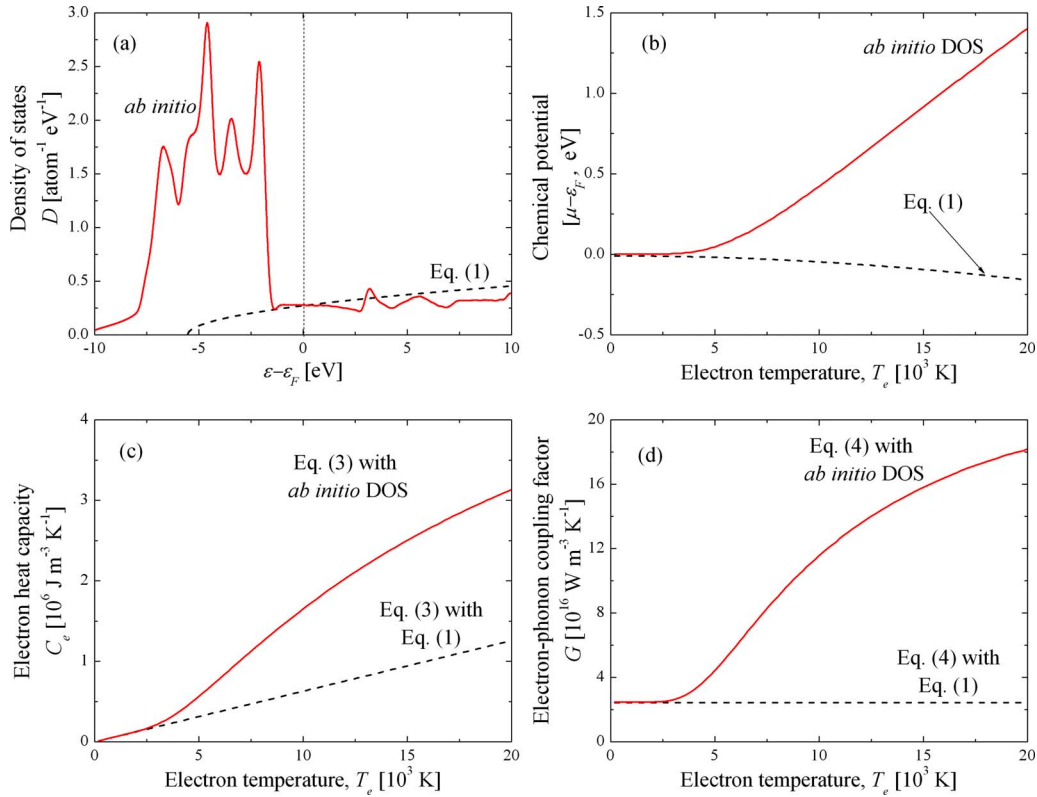 (a)
ab initio
Eq. (1)
Density of states
D [atom⁻¹ eV⁻¹]
3.0
2.5
2.0
1.5
1.0
0.5
0.0
-10
-5
0
5
10
ε−ε_F [eV]
(b)
ab initio DOS
Eq. (1)
Chemical potential
[μ−ε_F, eV]
1.5
1.0
0.5
0.0
-0.5
0
5
10
15
20
Electron temperature, T_e [10³ K]
(c)
Eq. (3) with
ab initio DOS
Eq. (3) with
Eq. (1)
Electron heat capacity
C_e [10⁶ J m⁻³ K⁻¹]
4
3
2
1
0
0
5
10
15
20
Electron temperature, T_e [10³ K]
(d)
Eq. (4) with
ab initio DOS
Eq. (4) with
Eq. (1)
Electron-phonon coupling factor
G [10¹⁶ W m⁻³ K⁻¹]
20
16
12
8
4
0
0
5
10
15
20
Electron temperature, T_e [10³ K]